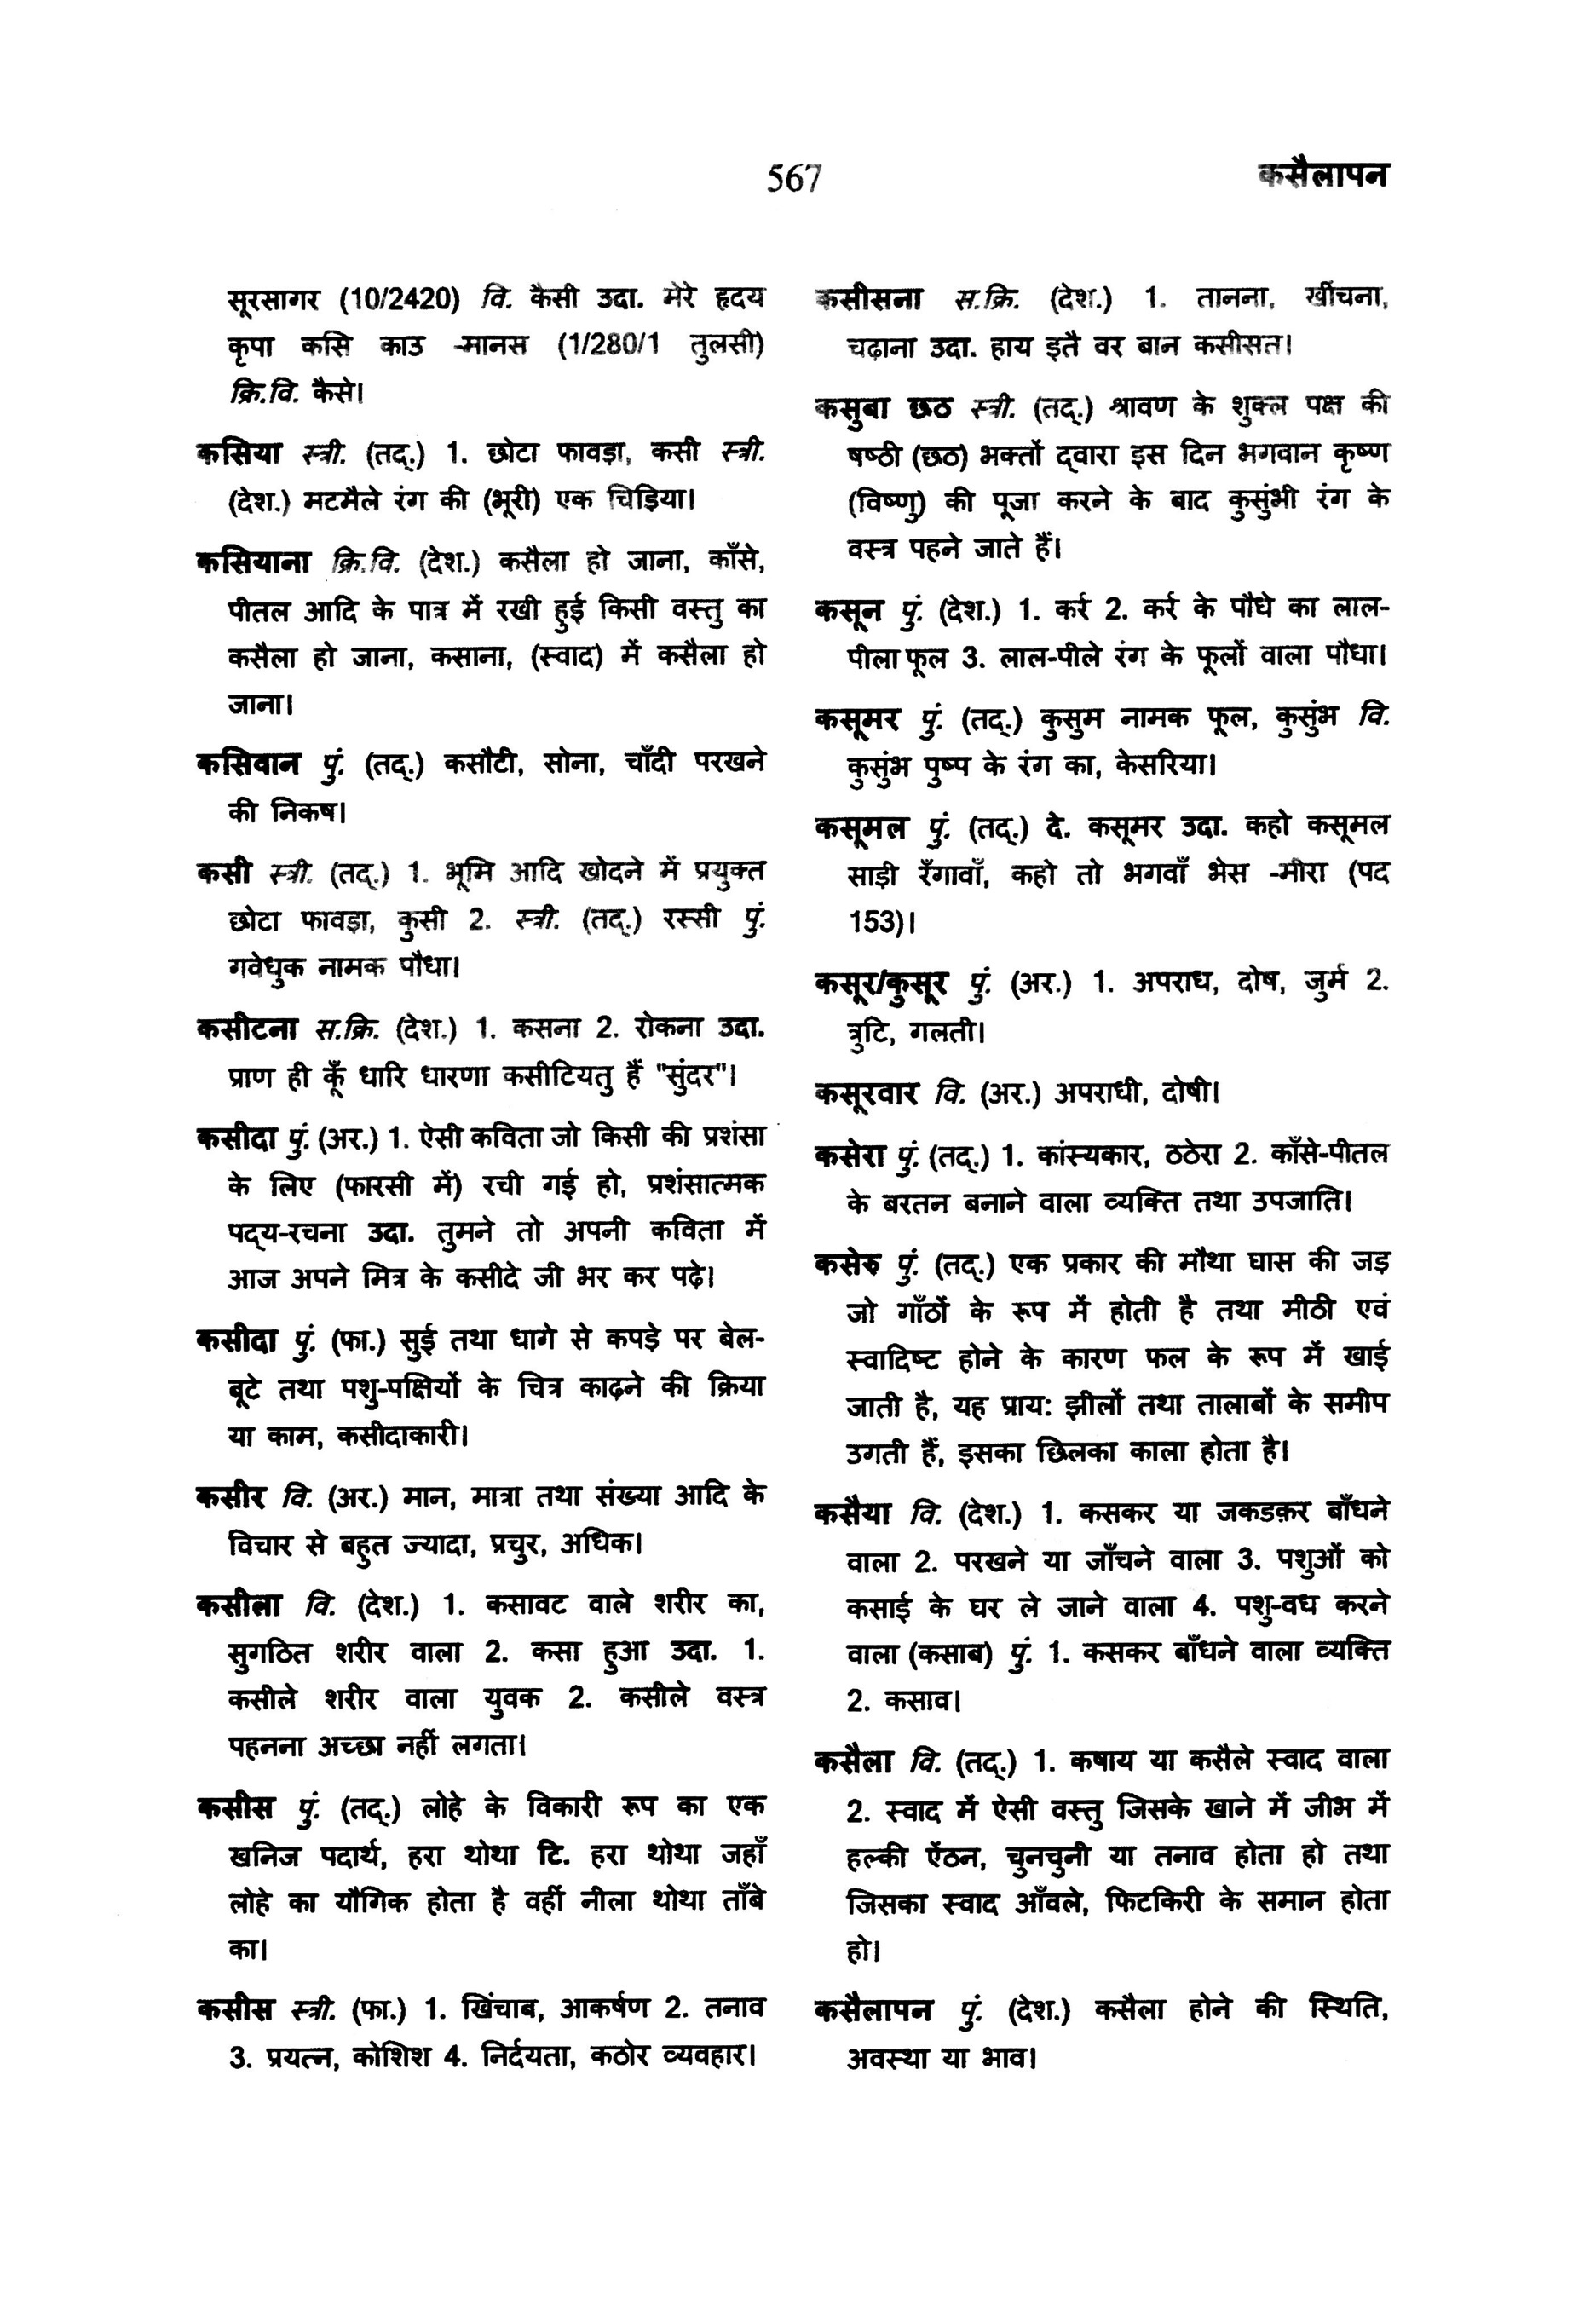 567
कसैलापन
सूरसागर (10/2420) वि. कैसी उदा. मेरे हृदय
कृपा कसि काउ -मानस (1/280/1 तुलसी)
क्रि.वि. कैसे।
कसिया स्त्री. (तद्.) 1. छोटा फावड़ा, कसी स्त्री.
(देश.) मटमैले रंग की (भूरी) एक चिड़िया।
कसियाना क्रि.वि. (देश.) कसैला हो जाना, काँसे,
पीतल आदि के पात्र में रखी हुई किसी वस्तु का
कसैला हो जाना, कसाना, (स्वाद) में कसैला हो
जाना।
कसिवान पुं. (तद्.) कसौटी, सोना, चाँदी परखने
की निकष।
कसी स्त्री. (तद्.) 1. भूमि आदि खोदने में प्रयुक्त
छोटा फावड़ा, कुसी 2. स्त्री. (तद्.) रस्सी पुं.
गवेधुक नामक पौधा।
कसीटना स.क्रि. (देश.) 1. कसना 2. रोकना उदा.
प्राण ही कूँ धारि धारणा कसीटियतु हैं "सुंदर"।
कसीदा पुं. (अर.) 1. ऐसी कविता जो किसी की प्रशंसा
के लिए (फारसी में) रची गई हो, प्रशंसात्मक
पद्य-रचना उदा. तुमने तो अपनी कविता में
आज अपने मित्र के कसीदे जी भर कर पढ़े।
कसीदा पुं. (फा.) सुई तथा धागे से कपड़े पर बेल-
बूटे तथा पशु-पक्षियों के चित्र काढ़ने की क्रिया
या काम, कसीदाकारी।
कसीर वि. (अर.) मान, मात्रा तथा संख्या आदि के
विचार से बहुत ज्यादा, प्रचुर, अधिक।
कसीला वि. (देश.) 1. कसावट वाले शरीर का,
सुगठित शरीर वाला 2. कसा हुआ उदा. 1.
कसीले शरीर वाला युवक 2. कसीले वस्त्र
पहनना अच्छा नहीं लगता।
कसीस पुं. (तद्.) लोहे के विकारी रूप का एक
खनिज पदार्थ, हरा थोथा टि. हरा थोथा जहाँ
लोहे का यौगिक होता है वहीं नीला थोथा ताँबे
का।
कसीस स्त्री. (फा.) 1. खिंचाब, आकर्षण 2. तनाव
3. प्रयत्न, कोशिश 4. निर्दयता, कठोर व्यवहार।
कसीसना स.क्रि. (देश.) 1. तानना, खींचना,
चढ़ाना उदा. हाय इतै वर बान कसीसत।
कसुबा छठ स्त्री. (तद्.) श्रावण के शुक्ल पक्ष की
षष्ठी (छठ) भक्तों द्वारा इस दिन भगवान कृष्ण
(विष्णु) की पूजा करने के बाद कुसुंभी रंग के
वस्त्र पहने जाते हैं।
कसून पुं. (देश.) 1. कर्र 2. कर्र के पौधे का लाल-
पीला फूल 3. लाल-पीले रंग के फूलों वाला पौधा।
कसूमर पुं. (तद्.) कुसुम नामक फूल, कुसुंभ वि.
कुसुंभ पुष्प के रंग का, केसरिया।
कसूमल पुं. (तद्.) दे. कसूमर उदा. कहो कसूमल
साड़ी रँगावाँ, कहो तो भगवाँ भेस -मीरा (पद
153)।
कसूर/कुसूर पुं. (अर.) 1. अपराध, दोष, जुर्म 2.
त्रुटि, गलती।
कसूरवार वि. (अर.) अपराधी, दोषी।
कसेरा पुं. (तद्.) 1. कांस्यकार, ठठेरा 2. काँसे-पीतल
के बरतन बनाने वाला व्यक्ति तथा उपजाति।
कसेरु पुं. (तद्.) एक प्रकार की मौथा घास की जड़
जो गाँठों के रूप में होती है तथा मीठी एवं
स्वादिष्ट होने के कारण फल के रूप में खाई
जाती है, यह प्राय: झीलों तथा तालाबों के समीप
उगती हैं, इसका छिलका काला होता है।
कसैया वि. (देश.) 1. कसकर या जकडक़र बाँधने
वाला 2. परखने या जाँचने वाला 3. पशुओं को
कसाई के घर ले जाने वाला 4. पशु-वध करने
वाला (कसाब) पुं. 1. कसकर बाँधने वाला व्यक्ति
2. कसाव।
कसैला वि. (तद्.) 1. कषाय या कसैले स्वाद वाला
2. स्वाद में ऐसी वस्तु जिसके खाने में जीभ में
हल्की ऐंठन, चुनचुनी या तनाव होता हो तथा
जिसका स्वाद आँवले, फिटकिरी के समान होता
हो।
कसैलापन पुं. (देश.) कसैला होने की स्थिति,
अवस्था या भाव।